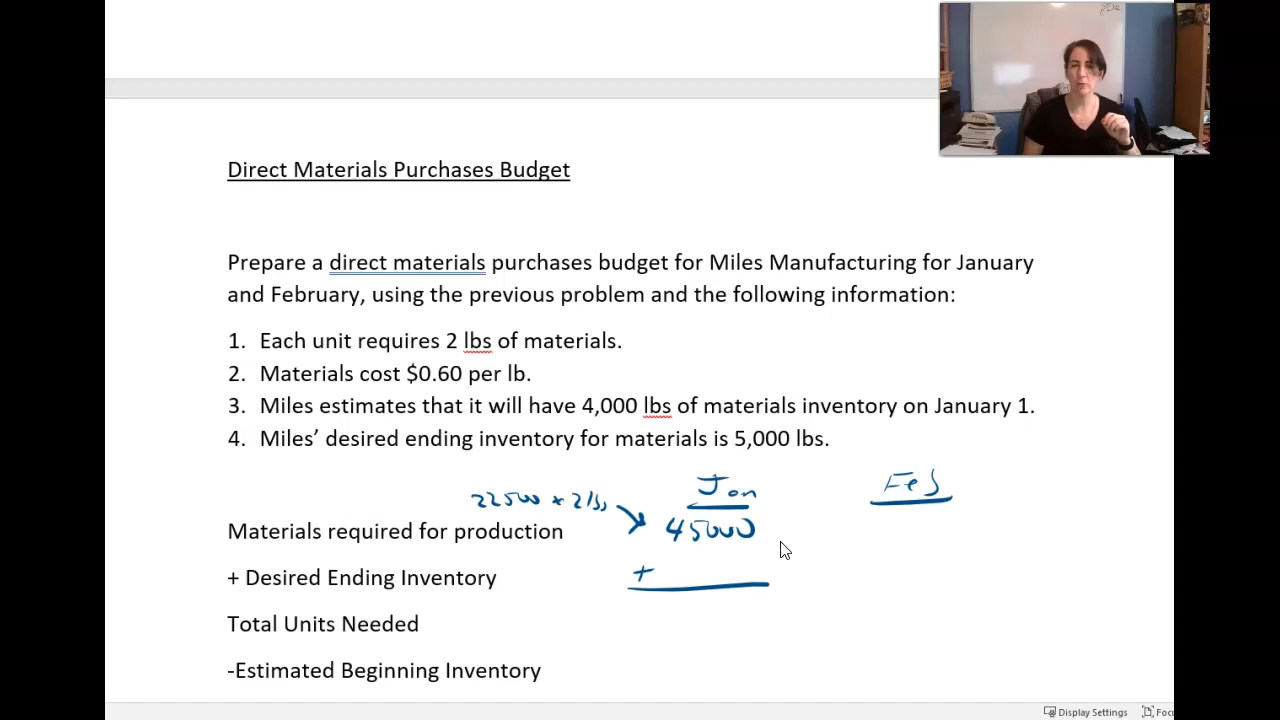 Direct Materials Purchases Budget
Prepare a direct materials purchases budget for Miles Manufacturing for January
and February, using the previous problem and the following information:
1. Each unit requires 2 lbs of materials.
2. Materials cost $0.60 per lb.
3. Miles estimates that it will have 4,000 lbs of materials inventory on January 1.
4. Miles’ desired ending inventory for materials is 5,000 lbs.
Jan Feb
22500 * 2 lbs
Materials required for production 45000
+ Desired Ending Inventory +
Total Units Needed
-Estimated Beginning Inventory
Display Settings Foc